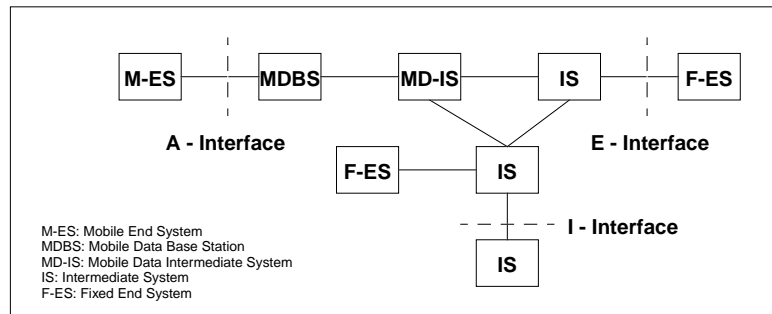 M-ES
MDBS
MD-IS
IS
F-ES
A - Interface
E - Interface
F-ES
IS
I - Interface
IS
M-ES: Mobile End System
MDBS: Mobile Data Base Station
MD-IS: Mobile Data Intermediate System
IS: Intermediate System
F-ES: Fixed End System